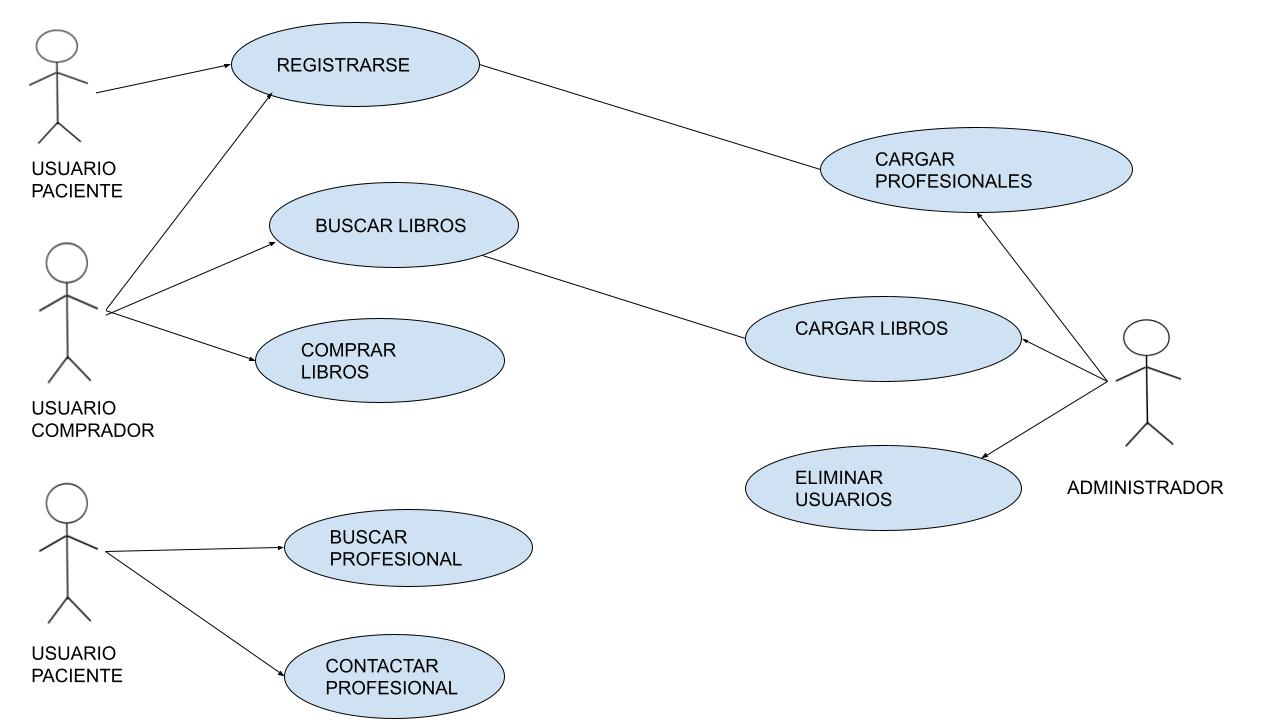 REGISTRARSE
USUARIO
PACIENTE
CARGAR
PROFESIONALES
BUSCAR LIBROS
CARGAR LIBROS
COMPRAR
LIBROS
USUARIO
COMPRADOR
ELIMINAR
USUARIOS
ADMINISTRADOR
BUSCAR
PROFESIONAL
USUARIO
PACIENTE
CONTACTAR
PROFESIONAL